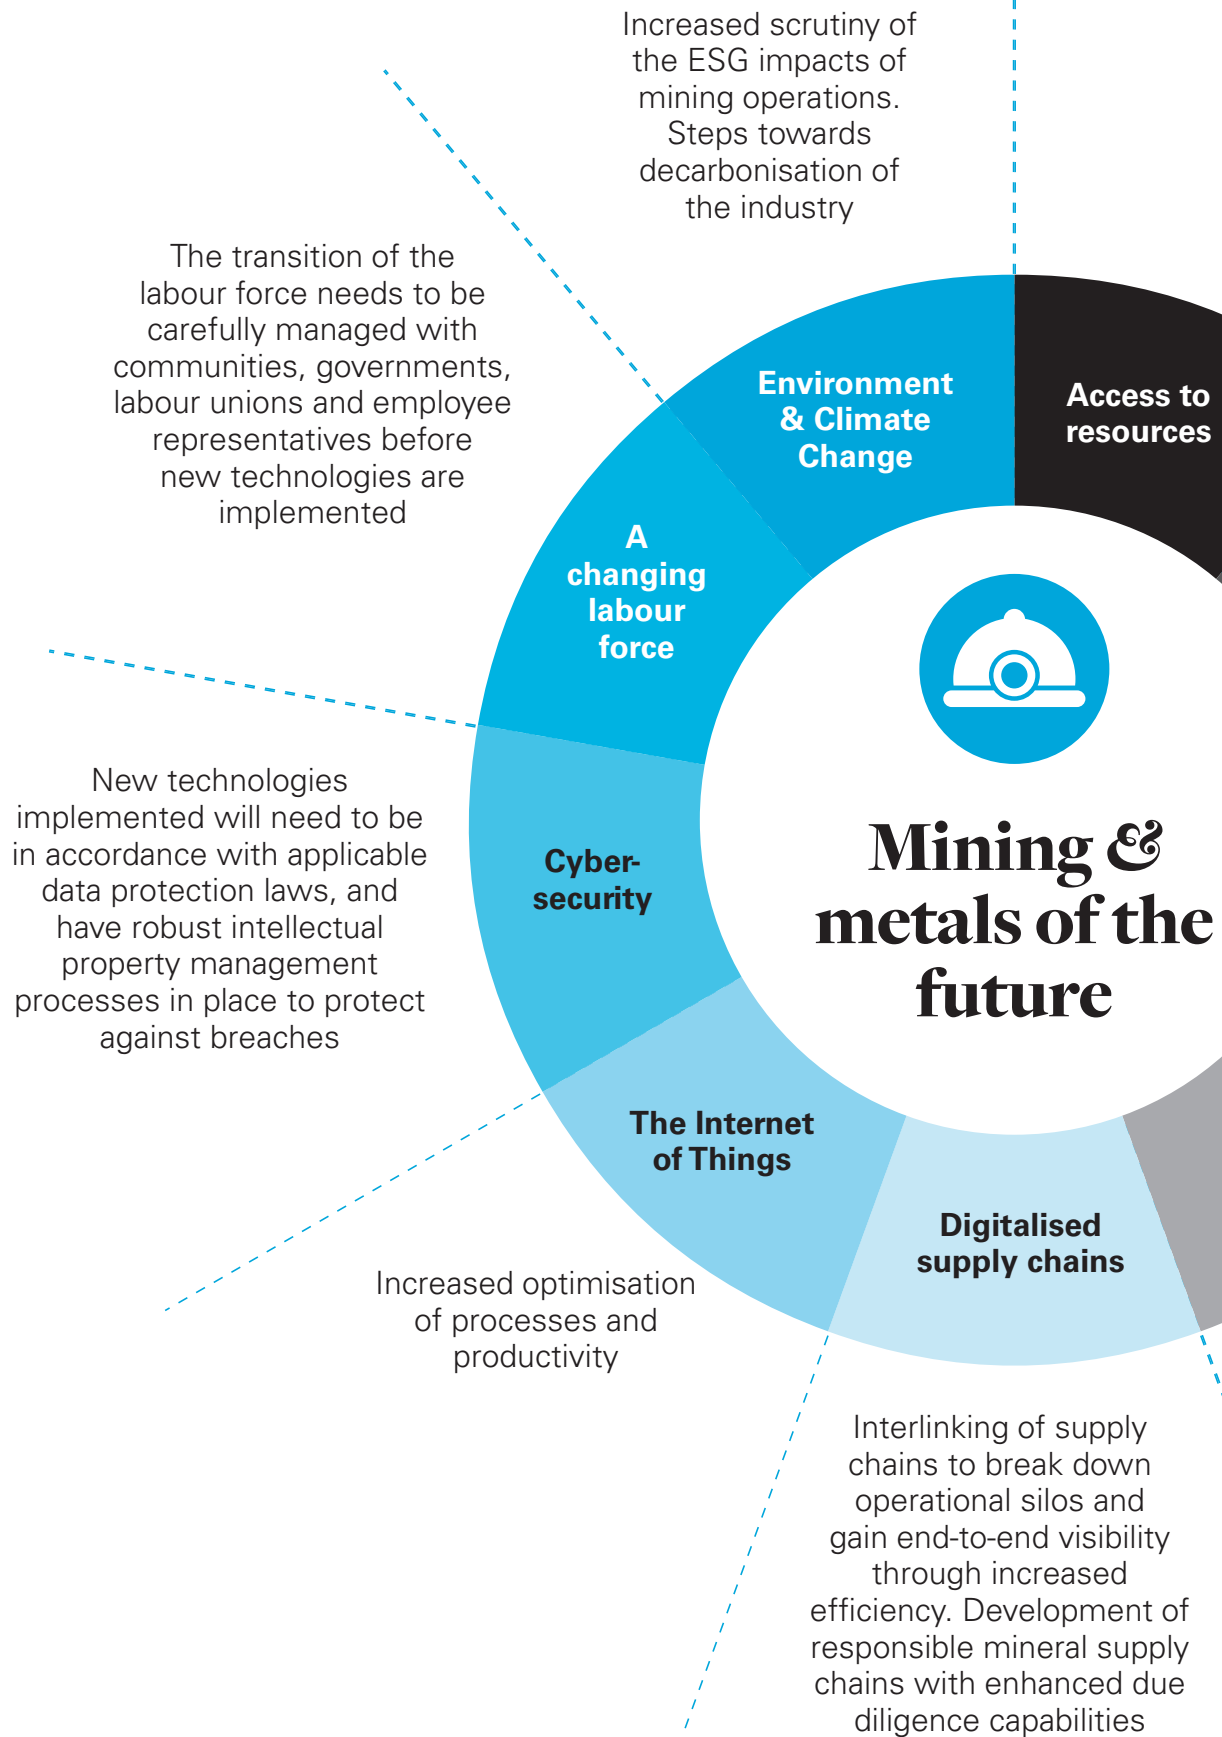 Increased scrutiny of
the ESG impacts of
mining operations.
Steps towards
decarbonisation of
the industry
The transition of the
labour force needs to be
carefully managed with
communities, governments,
labour unions and employee
representatives before
new technologies are
implemented
Environment
& Climate
Change
Access to
resources
A
changing
labour
force
New technologies
implemented will need to be
in accordance with applicable
data protection laws, and
have robust intellectual
property management
processes in place to protect
against breaches
Cyber-
security
Mining &
metals of the
future
The Internet
of Things
Digitalised
supply chains
Increased optimisation
of processes and
productivity
Interlinking of supply
chains to break down
operational silos and
gain end-to-end visibility
through increased
efficiency. Development of
responsible mineral supply
chains with enhanced due
diligence capabilities